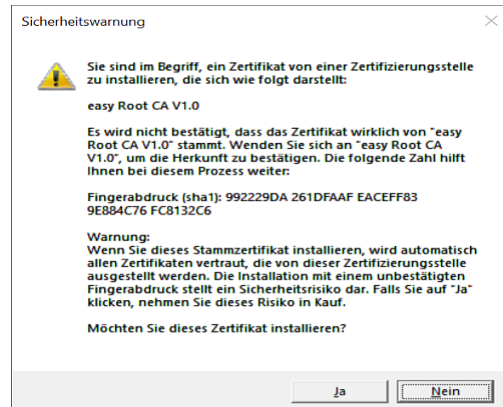 Sicherheitswarnung
Sie sind im Begriff, ein Zertifikat von einer Zertifizierungsstelle
zu installieren, die sich wie folgt darstellt:
easy Root CA V1.0
Es wird nicht bestätigt, dass das Zertifikat wirklich von "easy
Root CA V1.0" stammt. Wenden Sie sich an "easy Root CA
V1.0", um die Herkunft zu bestätigen. Die folgende Zahl hilft
Ihnen bei diesem Prozess weiter:
Fingerabdruck (sha1): 992229DA 261DFAAF EACEFF83
9E884C76 FC8132C6
Warnung:
Wenn Sie dieses Stammzertifikat installieren, wird automatisch
allen Zertifikaten vertraut, die von dieser Zertifizierungsstelle
ausgestellt werden. Die Installation mit einem unbestätigten
Fingerabdruck stellt ein Sicherheitsrisiko dar. Falls Sie auf "Ja"
klicken, nehmen Sie dieses Risiko in Kauf.
Möchten Sie dieses Zertifikat installieren?
Ja
Nein